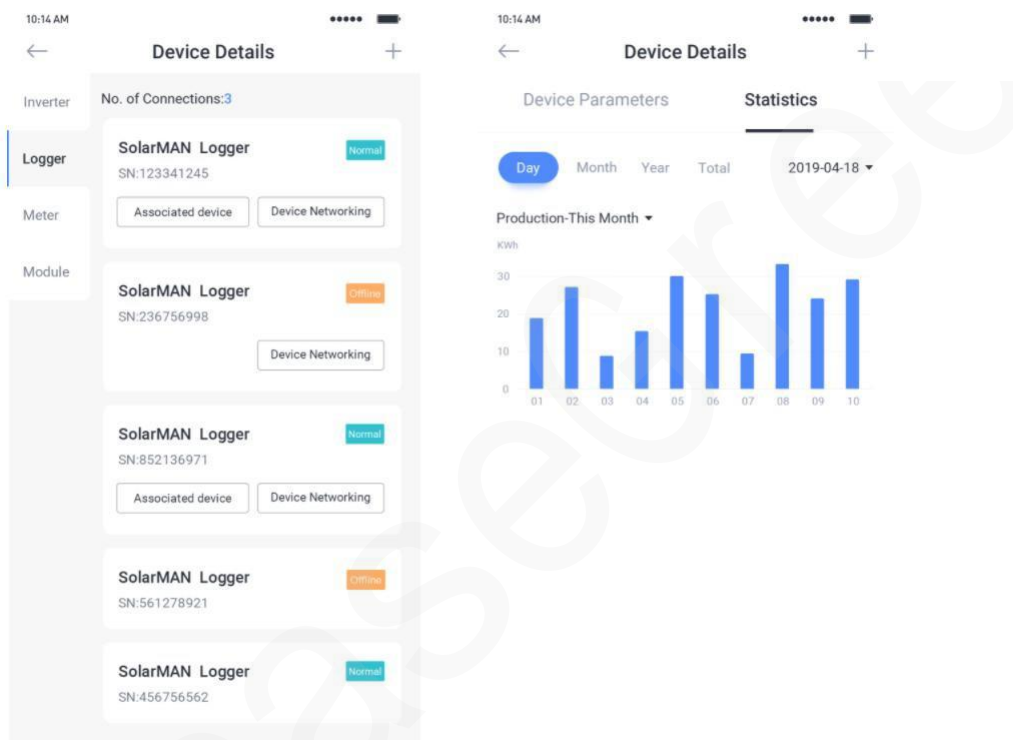 10:14 AM
Device Details
Inverter
Logger
Meter
Module
No. of Connections:3
SolarMAN Logger
Normal
SN:123341245
Associated device
Device Networking
SolarMAN Logger
Offline
SN:236756998
Device Networking
SolarMAN Logger
Normal
SN:852136971
Associated device
Device Networking
SolarMAN Logger
Offline
SN:561278921
SolarMAN Logger
Normal
SN:456756562
10:14 AM
Device Details
Device Parameters Statistics
Day Month Year Total 2019-04-18
Production-This Month
KWh
30
20
10
0
01 02 03 04 05 06 07 08 09 10
aseGree